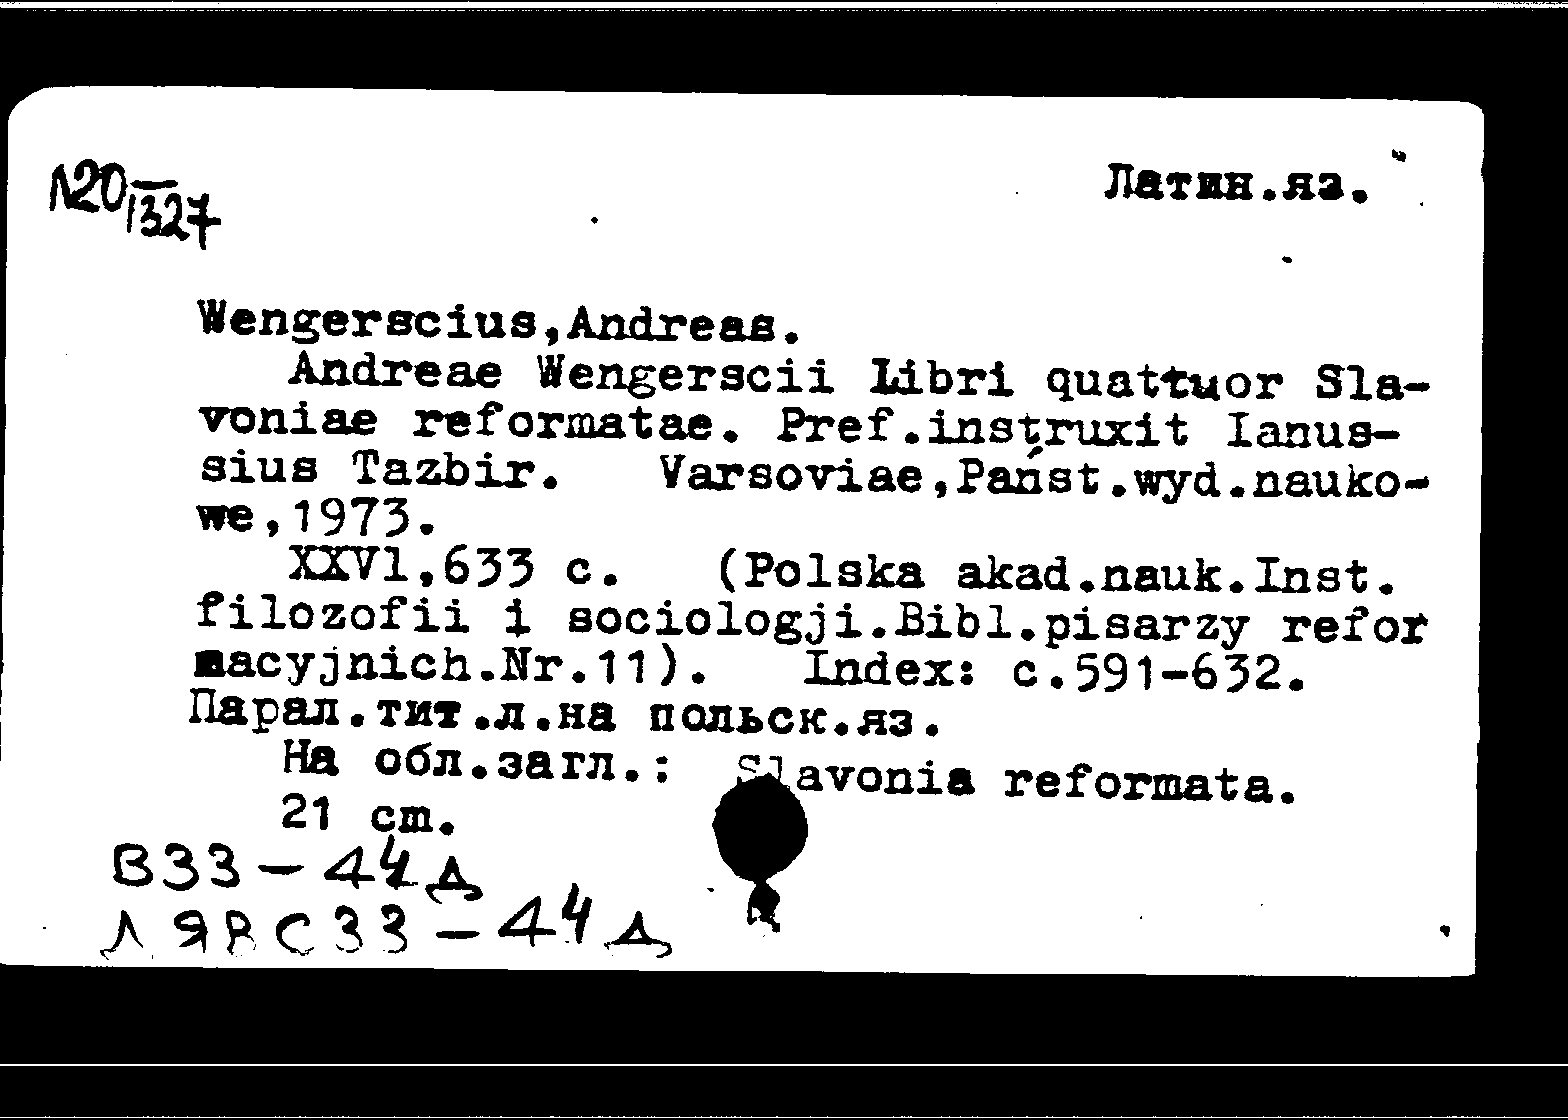 Л20/1327
Латин.яз.
Wengerscius,Andreas.
Andreae Wengerscii Libri quattuor Sla-
voniae reformatae. Pref.instruxit Ianus-
sius Tazbir. Varsoviae,Państ.wyd.nauko-
we,1973.
XXVl,633 с. (Polska akad.nauk.Inst.
filozofii i sociologji.Bibl.pisarzy refor
macyjnich.Nr.11). Index: с.591-632.
Парал.тит.л.на польск.яз.
На обл.загл.: Slavonia reformata.
21 cm.
В33-44д
Л ЯВС33-44д